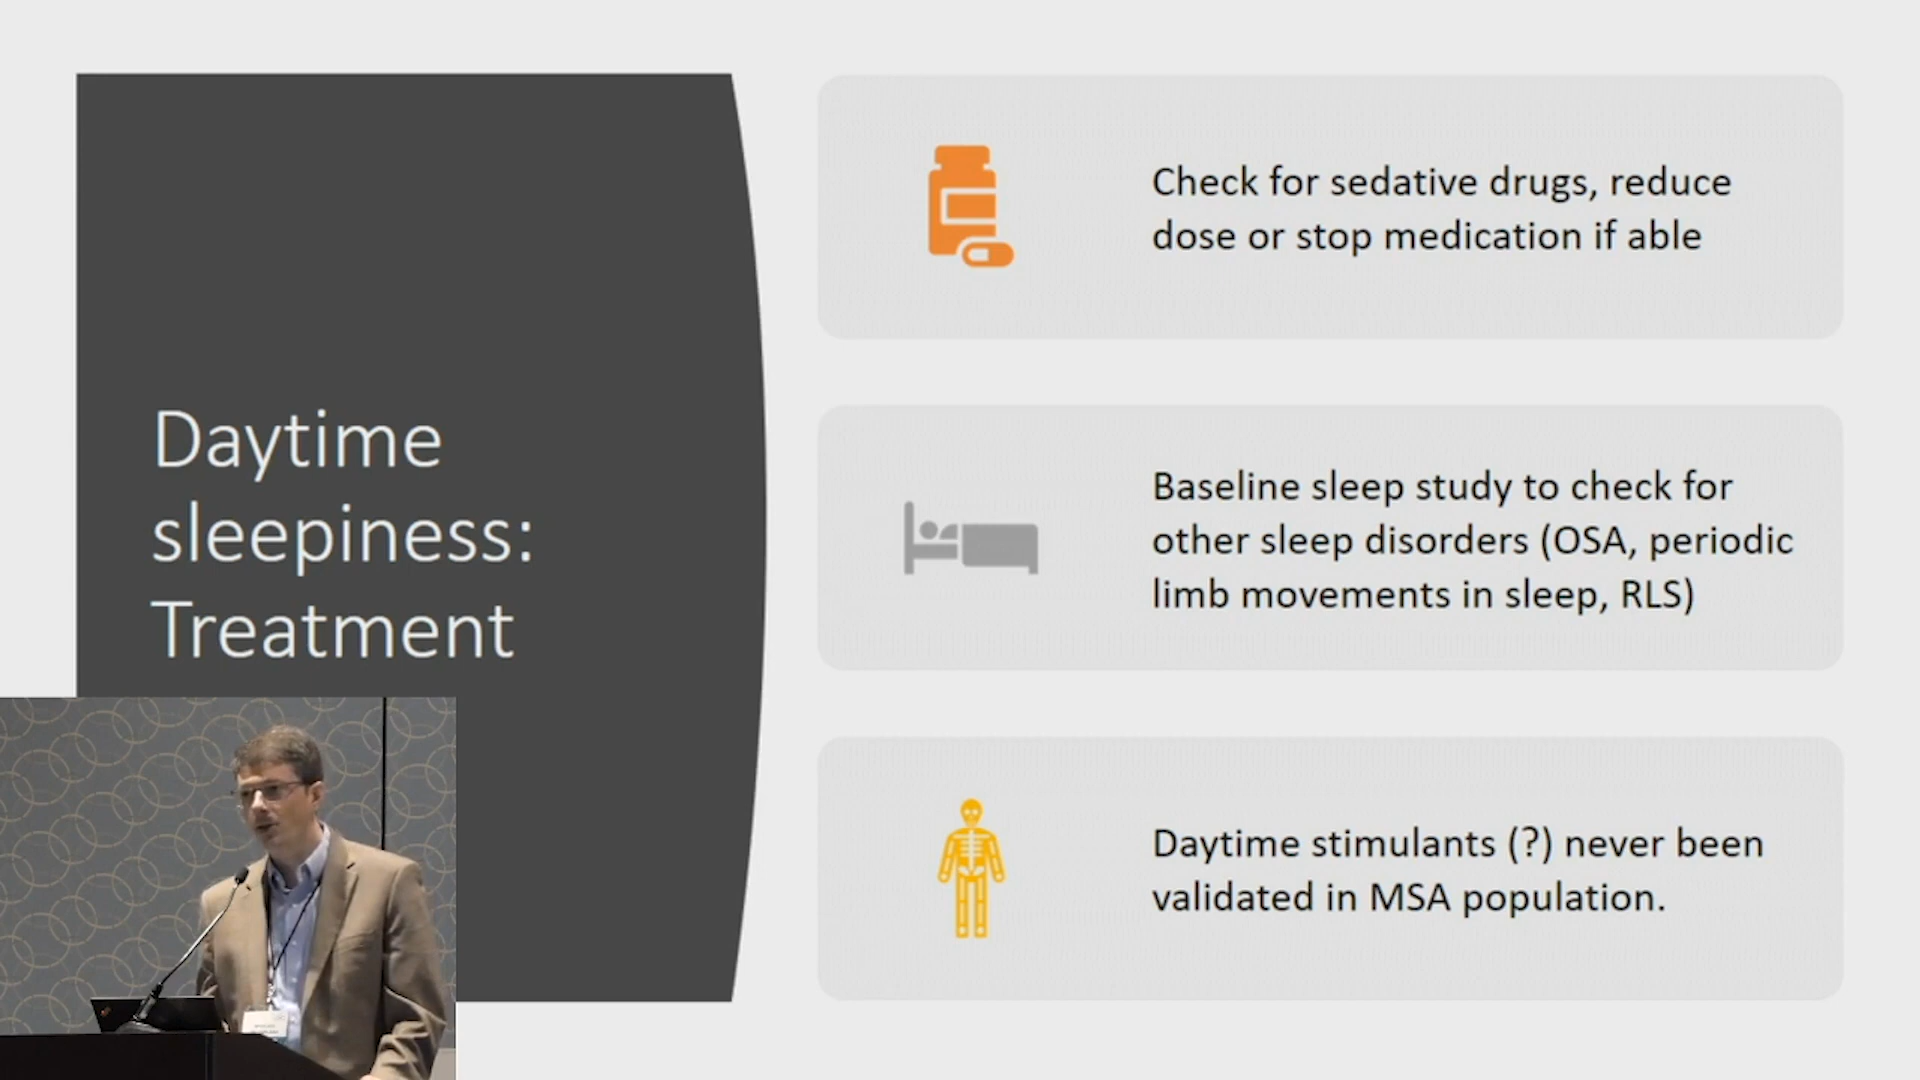 Daytime
sleepiness:
Treatment
Check for sedative drugs, reduce
dose or stop medication if able
Baseline sleep study to check for
other sleep disorders (OSA, periodic
limb movements in sleep, RLS)
Daytime stimulants (?) never been
validated in MSA population.